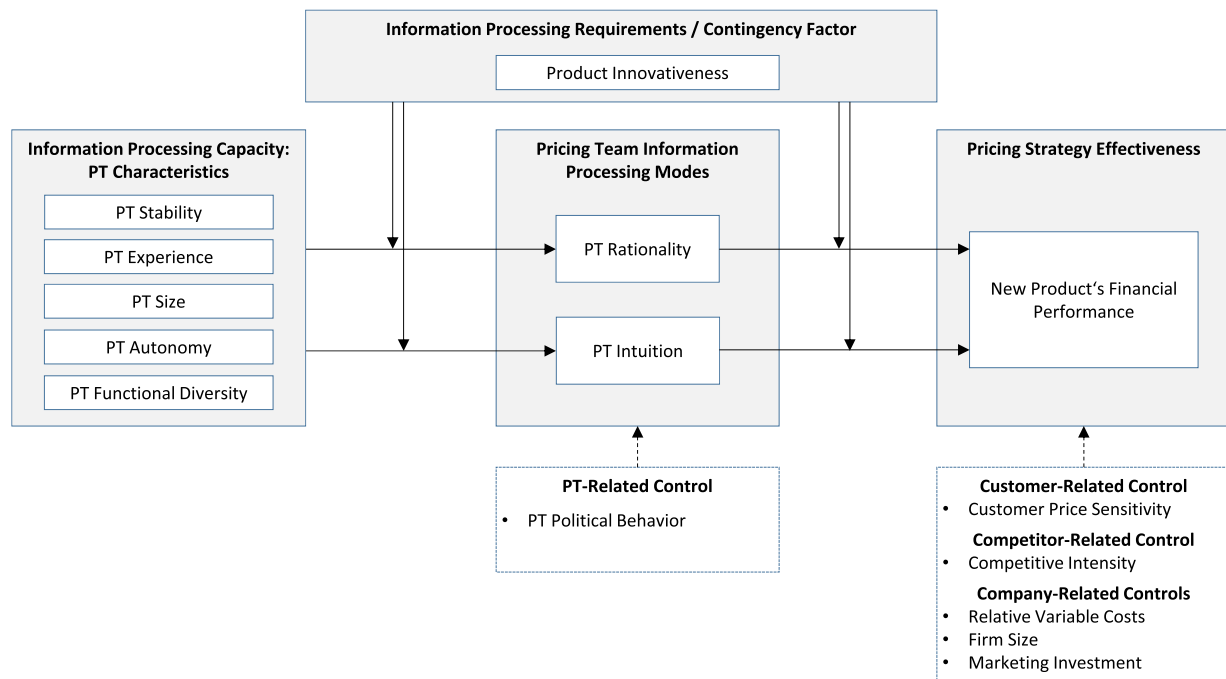 Information Processing Requirements / Contingency Factor
Product Innovativeness
Information Processing Capacity:
PT Characteristics
PT Stability
PT Experience
PT Size
PT Autonomy
PT Functional Diversity
Pricing Team Information
Processing Modes
PT Rationality
PT Intuition
Pricing Strategy Effectiveness
New Product‘s Financial
Performance
PT-Related Control
• PT Political Behavior
Customer-Related Control
• Customer Price Sensitivity
Competitor-Related Control
• Competitive Intensity
Company-Related Controls
• Relative Variable Costs
• Firm Size
• Marketing Investment